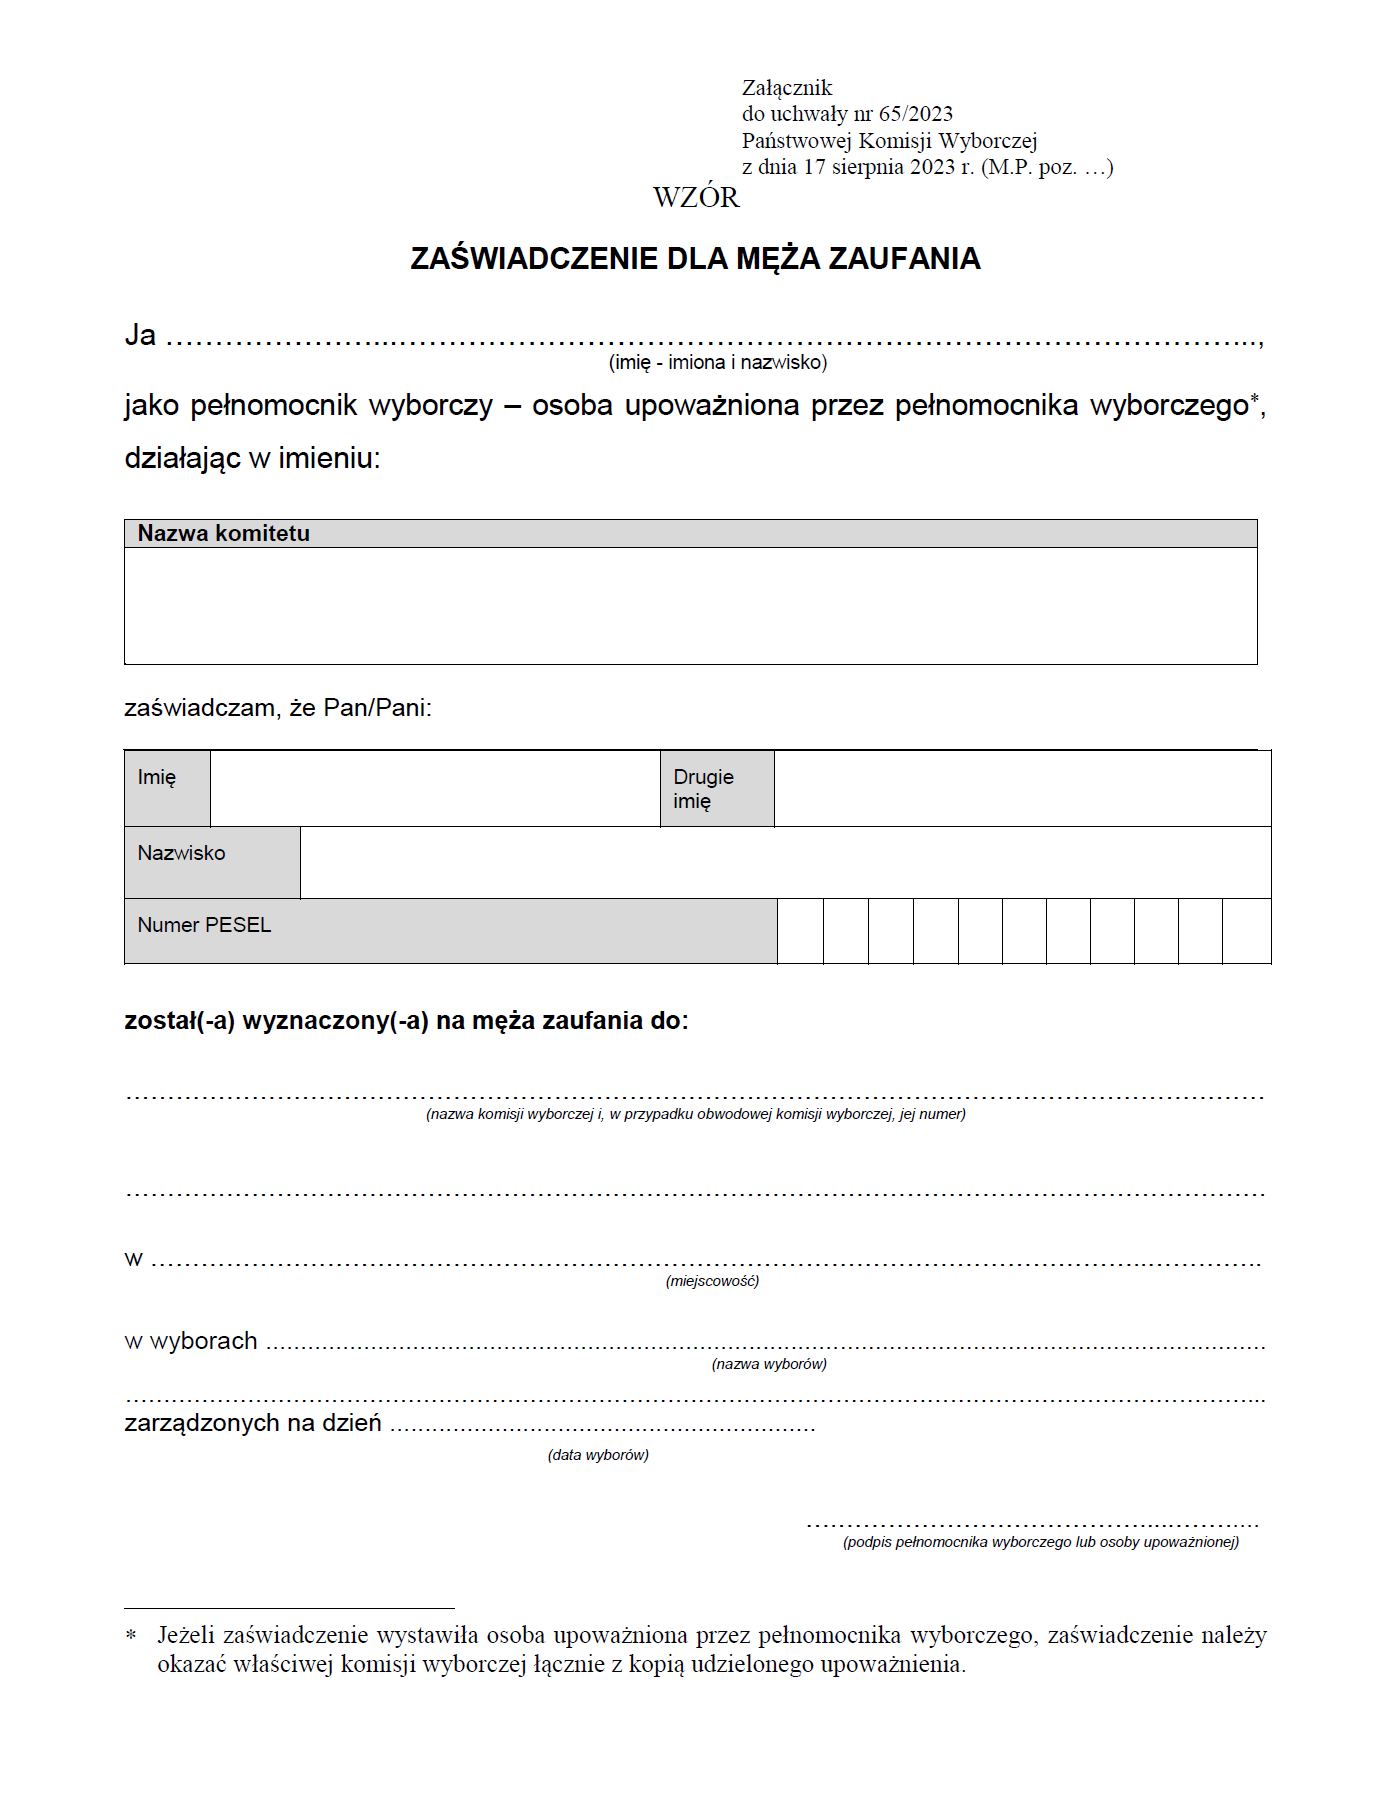 Załącznik
do uchwały nr 65/2023
Państwowej Komisji Wyborczej
z dnia 17 sierpnia 2023 r. (M.P. poz. …)
WZÓR
ZAŚWIADCZENIE DLA MĘŻA ZAUFANIA
Ja …………………...…………………………………………………………………………..,
(imię - imiona i nazwisko)
jako pełnomocnik wyborczy – osoba upoważniona przez pełnomocnika wyborczego*,
działając w imieniu:
Nazwa komitetu
zaświadczam, że Pan/Pani:
Imię
Drugie
imię
Nazwisko
Numer PESEL
został(-a) wyznaczony(-a) na męża zaufania do:
…………………………………………………………………………………………………………………………
(nazwa komisji wyborczej i, w przypadku obwodowej komisji wyborczej, jej numer)
…………………………………………………………………………………………………………………………
w ………………………………………………………………………………………………………..………….
(miejscowość)
w wyborach ................................................................................................................................................
(nazwa wyborów)
………………………………………………………………………………………………………………………...
zarządzonych na dzień .............................................................
(data wyborów)
…………………………………....……....
(podpis pełnomocnika wyborczego lub osoby upoważnionej)
* Jeżeli zaświadczenie wystawiła osoba upoważniona przez pełnomocnika wyborczego, zaświadczenie należy
okazać właściwej komisji wyborczej łącznie z kopią udzielonego upoważnienia.